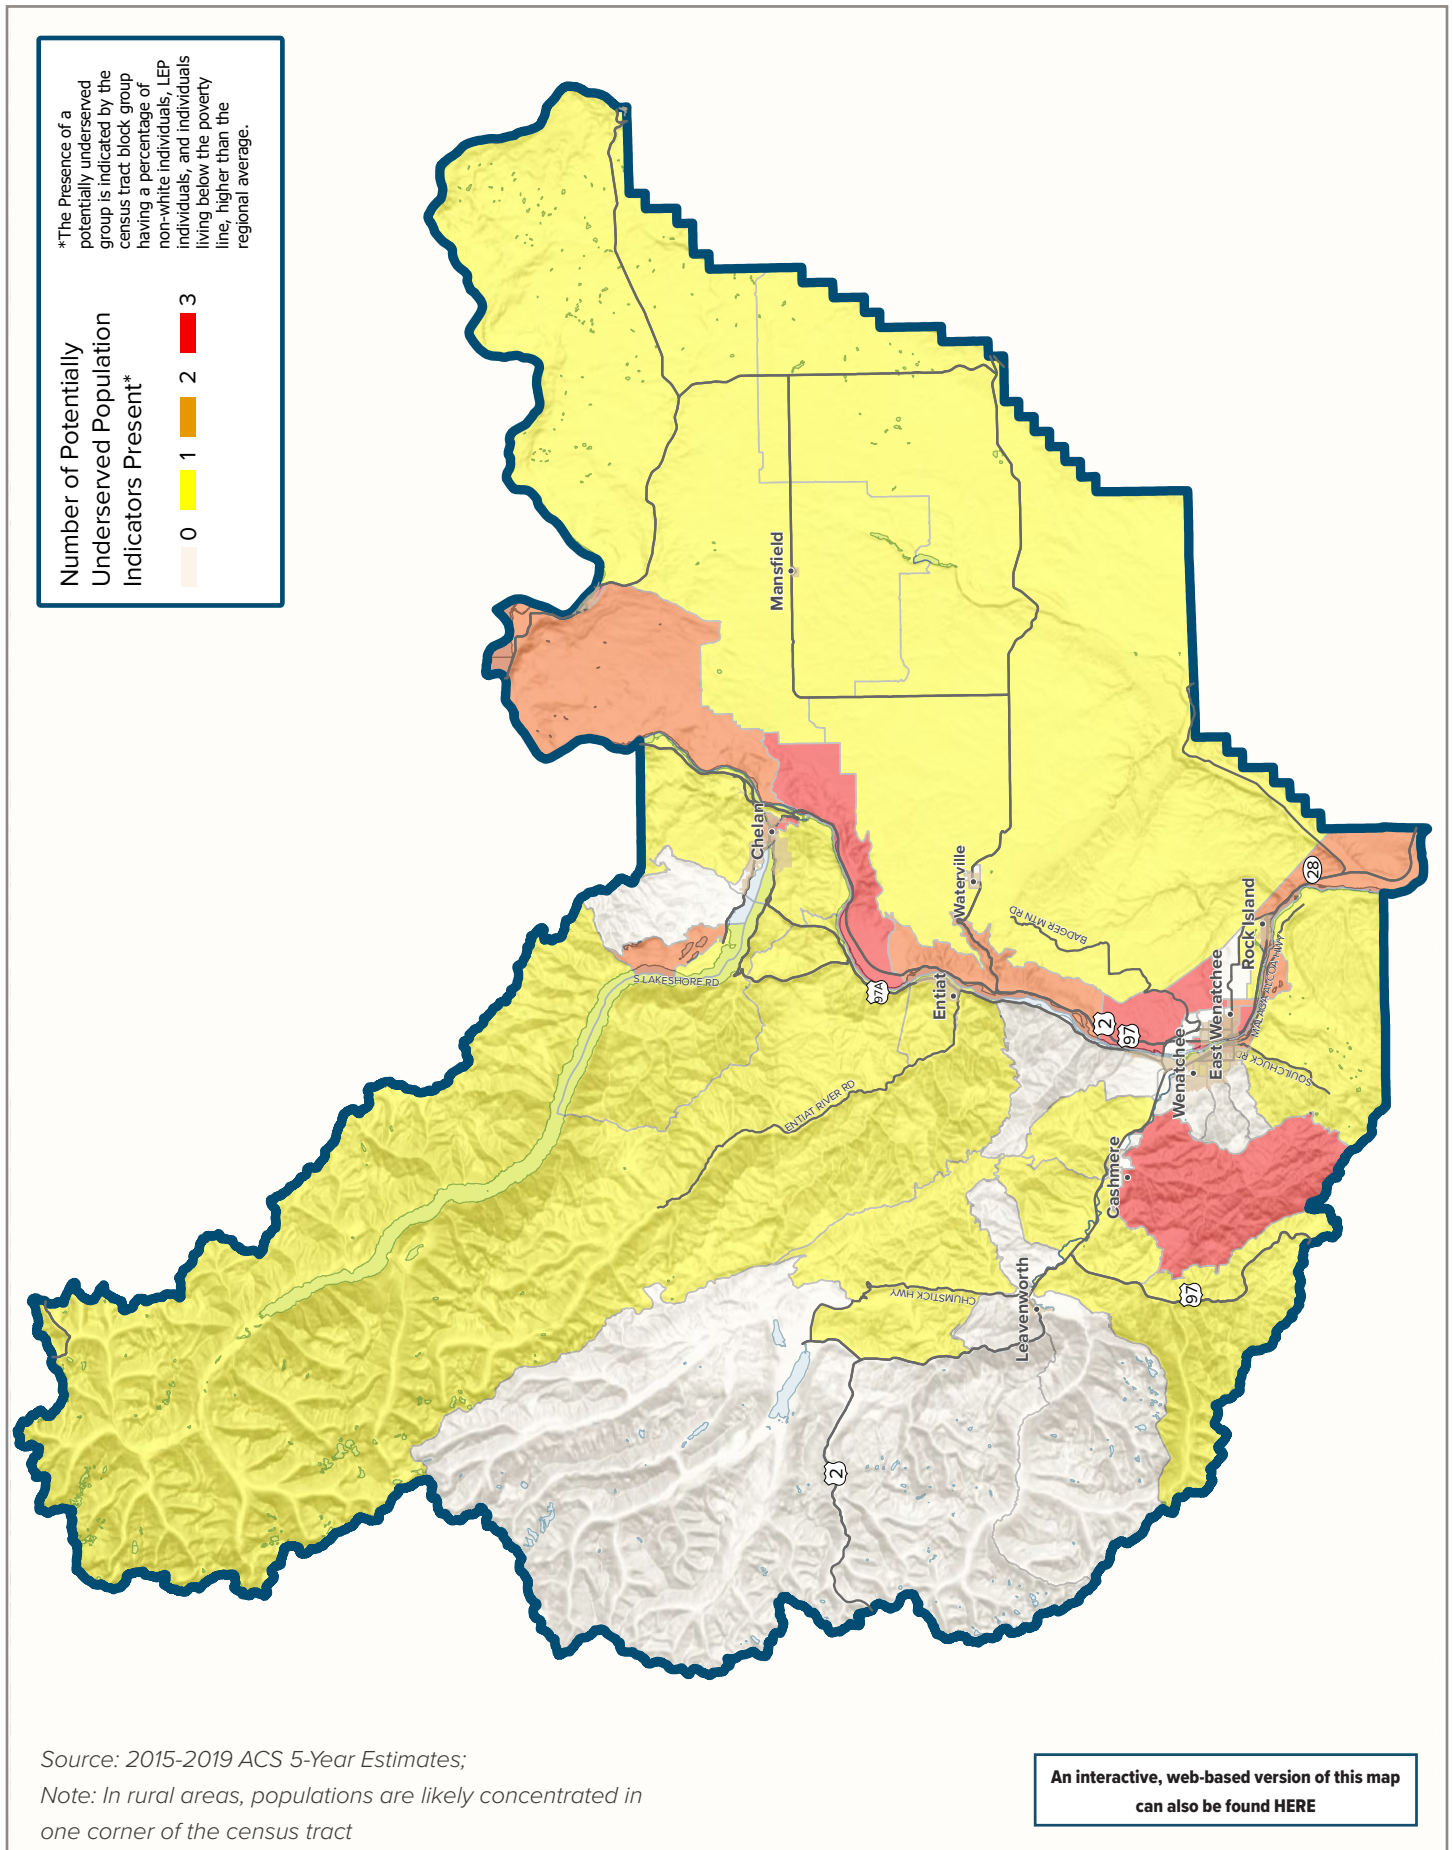 Number of Potentially
Underserved Population
Indicators Present*
0 1 2 3
*The Presence of a
potentially underserved
group is indicated by the
census tract block group
having a percentage of
non-white individuals, LEP
individuals, and individuals
living below the poverty
line, higher than the
regional average.
Mansfield
Chelan
Waterville
BADGER MTN RD
Rock Island
28
S LAKESHORE RD
97A
Entiat
2
97
East Wenatchee
MALAGA ALCOA HWY
Wenatchee
SQUILCHUCK RD
ENTIAT RIVER RD
Cashmere
Leavenworth
CHUMSTICK HWY
97
2
Source: 2015-2019 ACS 5-Year Estimates;
Note: In rural areas, populations are likely concentrated in
one corner of the census tract
An interactive, web-based version of this map
can also be found HERE